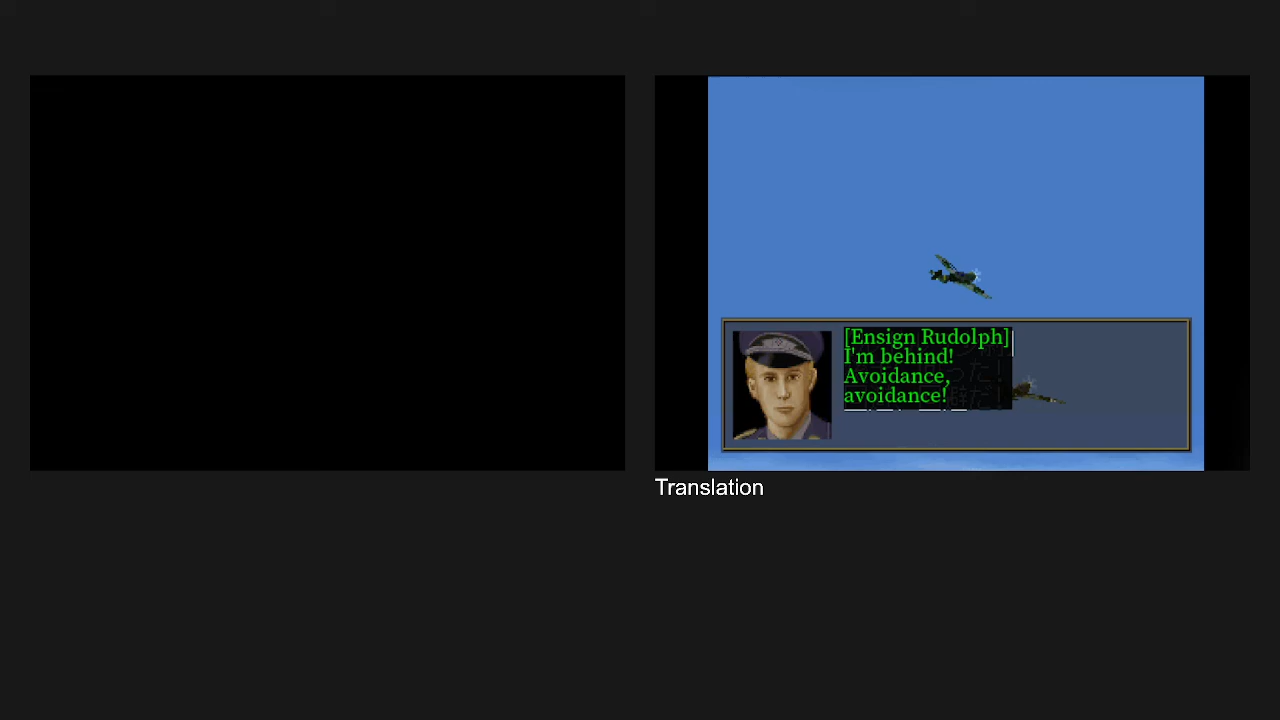 [Ensign Rudolph]
I'm behind!
Avoidance,
avoidance!
Translation